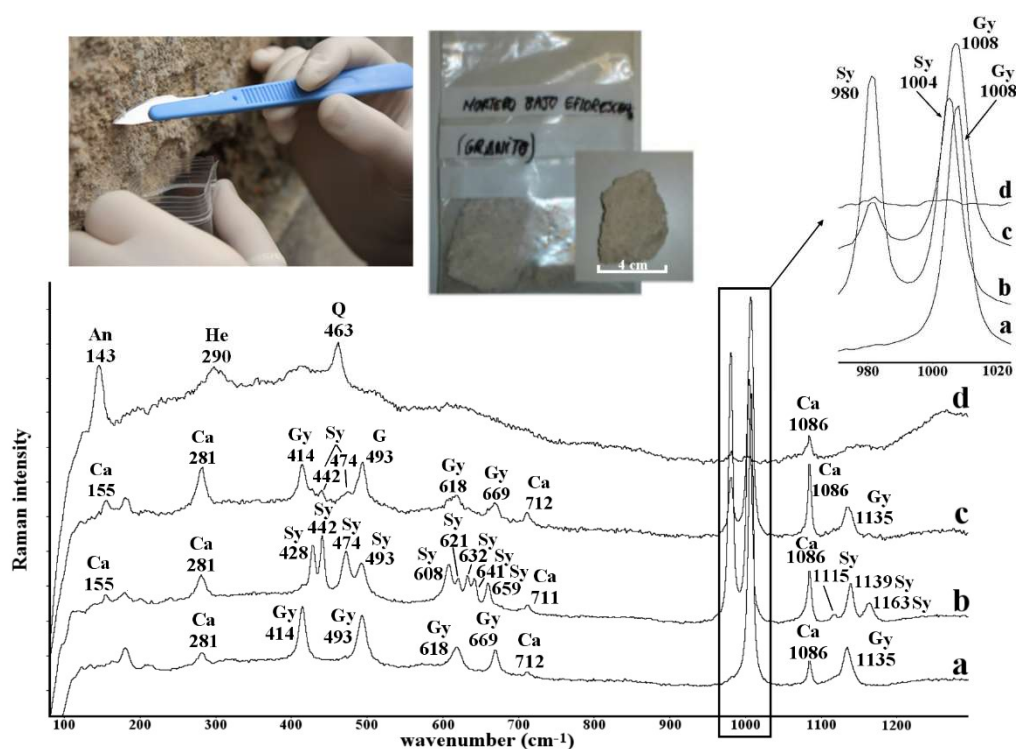 MORTERO BAJO EFLORESCEN
(GRANITO)
4 cm
Gy
1008
Sy
1004
Gy
1008
Sy
980
d
c
b
a
980
1000
1020
An
143
He
290
Q
463
d
Ca
1086
Ca
155
Ca
281
Gy
414
Sy
442
474
G
493
Gy
618
Gy
669
Ca
712
Ca
1086
Gy
1135
c
Ca
155
Ca
281
Sy
428
Sy
442
Sy
474
Sy
493
Sy
608
Sy
621
Sy
632
Sy
641
Sy
659
Ca
711
Ca
1086
1115
Sy
1139
Sy
1163
b
Ca
281
Gy
414
Gy
493
Gy
618
Gy
669
Ca
712
Ca
1086
Gy
1135
a
Raman intensity
100 200 300 400 500 600 700 800 900 1000 1100 1200
wavenumber (cm-1)